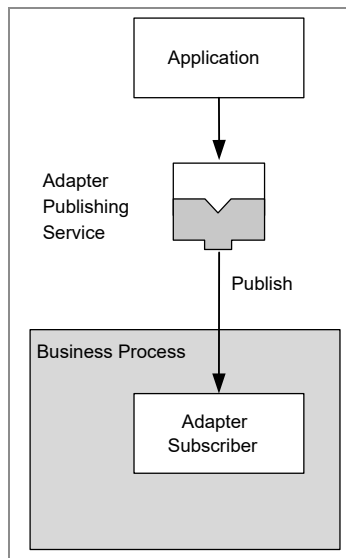 Application
Adapter
Publishing
Service
Publish
Business Process
Adapter
Subscriber